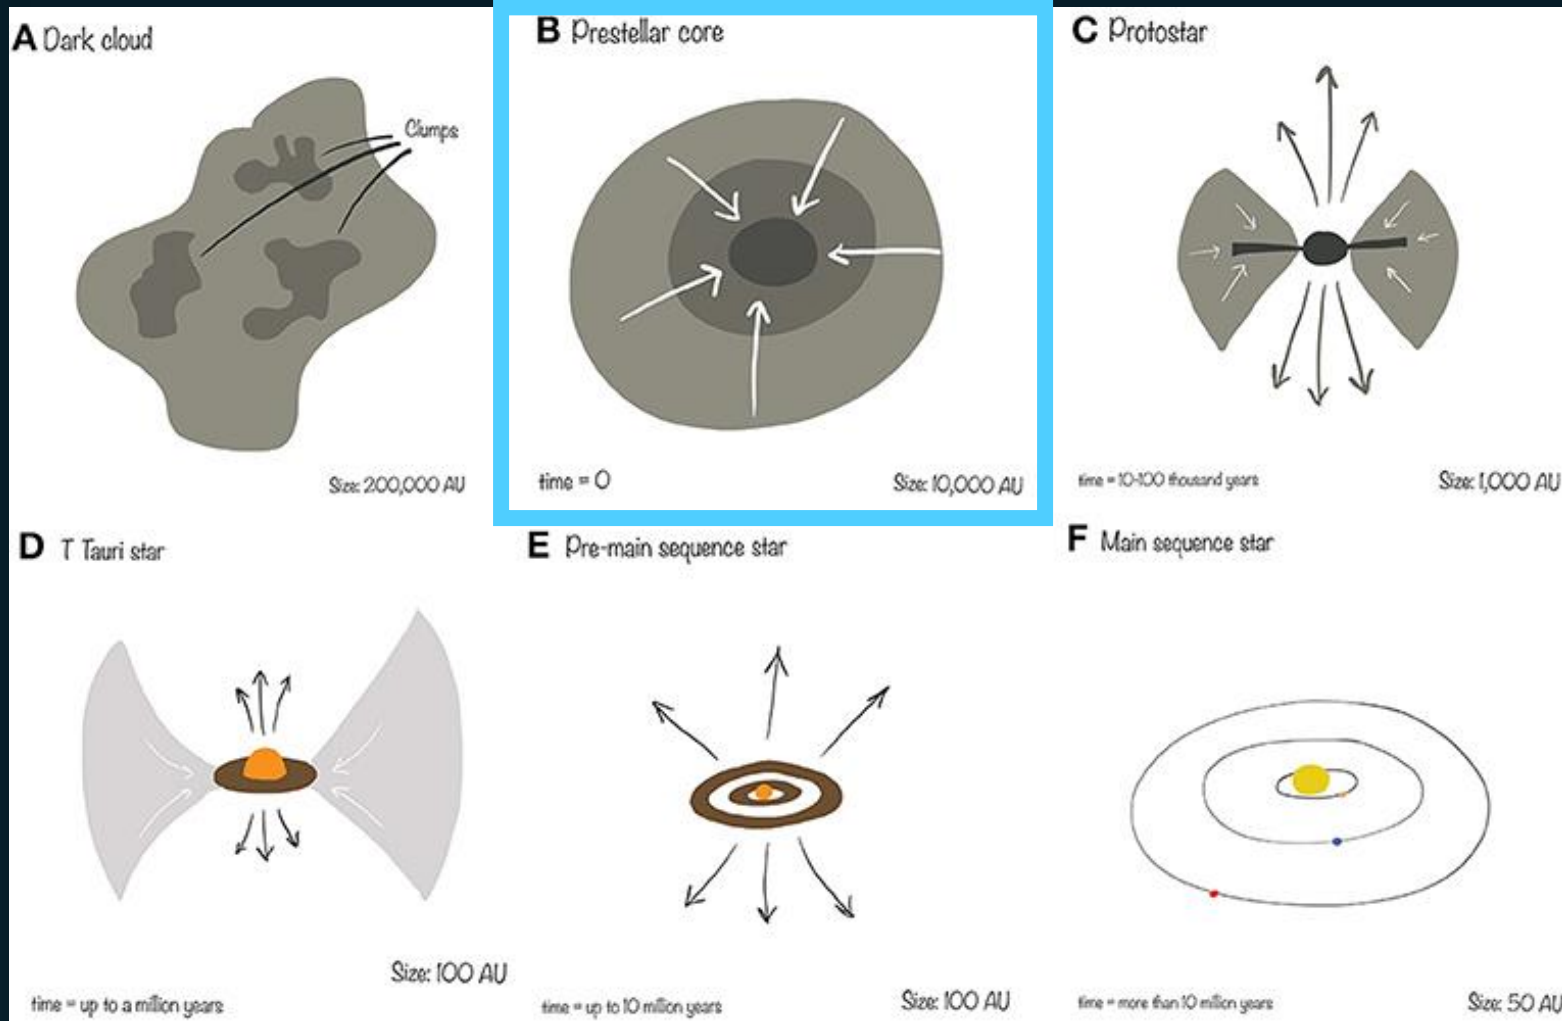 A Dark cloud
Clumps
Size: 200,000 AU
B Prestellar core
time = 0
Size: 10,000 AU
C Protostar
time = 10-100 thousand years
Size: 1,000 AU
D T Tauri star
Size: 100 AU
time = up to a million years
E Pre-main sequence star
time = up to 10 million years
Size: 100 AU
F Main sequence star
time = more than 10 million years
Size: 50 AU